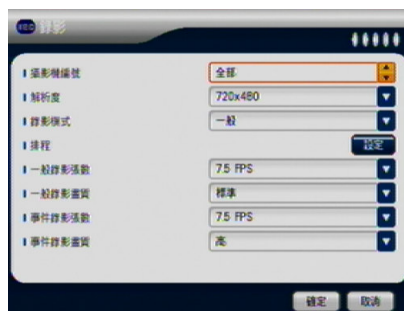 REC 錄影
攝影機編號 全部
解析度 720x480
錄影模式 一般
排程 設定
一般錄影張數 7.5 FPS
一般錄影畫質 標準
事件錄影張數 7.5 FPS
事件錄影畫質 高
確定 取消